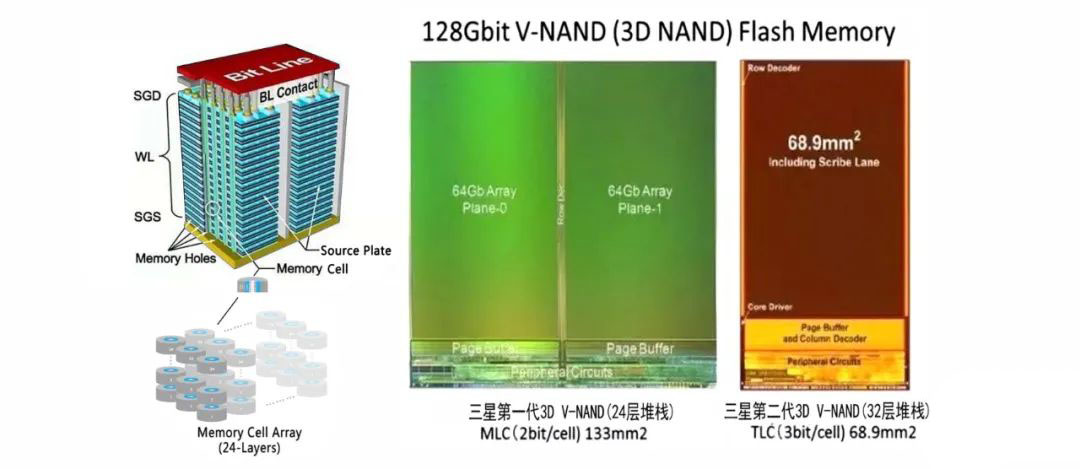 128Gbit V-NAND (3D NAND) Flash Memory
Bit Line
BL Contact
SGD
WL
SGS
Memory Holes
Source Plate
Memory Cell
Memory Cell Array
(24-Layers)
64Gb Array
Plane-0
Row Dec
64Gb Array
Plane-1
Page Buffer
Page Buffer
Peripheral Circuits
三星第一代3D V-NAND(24层堆栈)
MLC(2bit/cell) 133mm2
Row Decoder
68.9mm²
Including Scribe Lane
Core Driver
Page Buffer
and Column Decoder
Peripheral Circuits
三星第二代3D V-NAND(32层堆栈)
TLC(3bit/cell) 68.9mm2